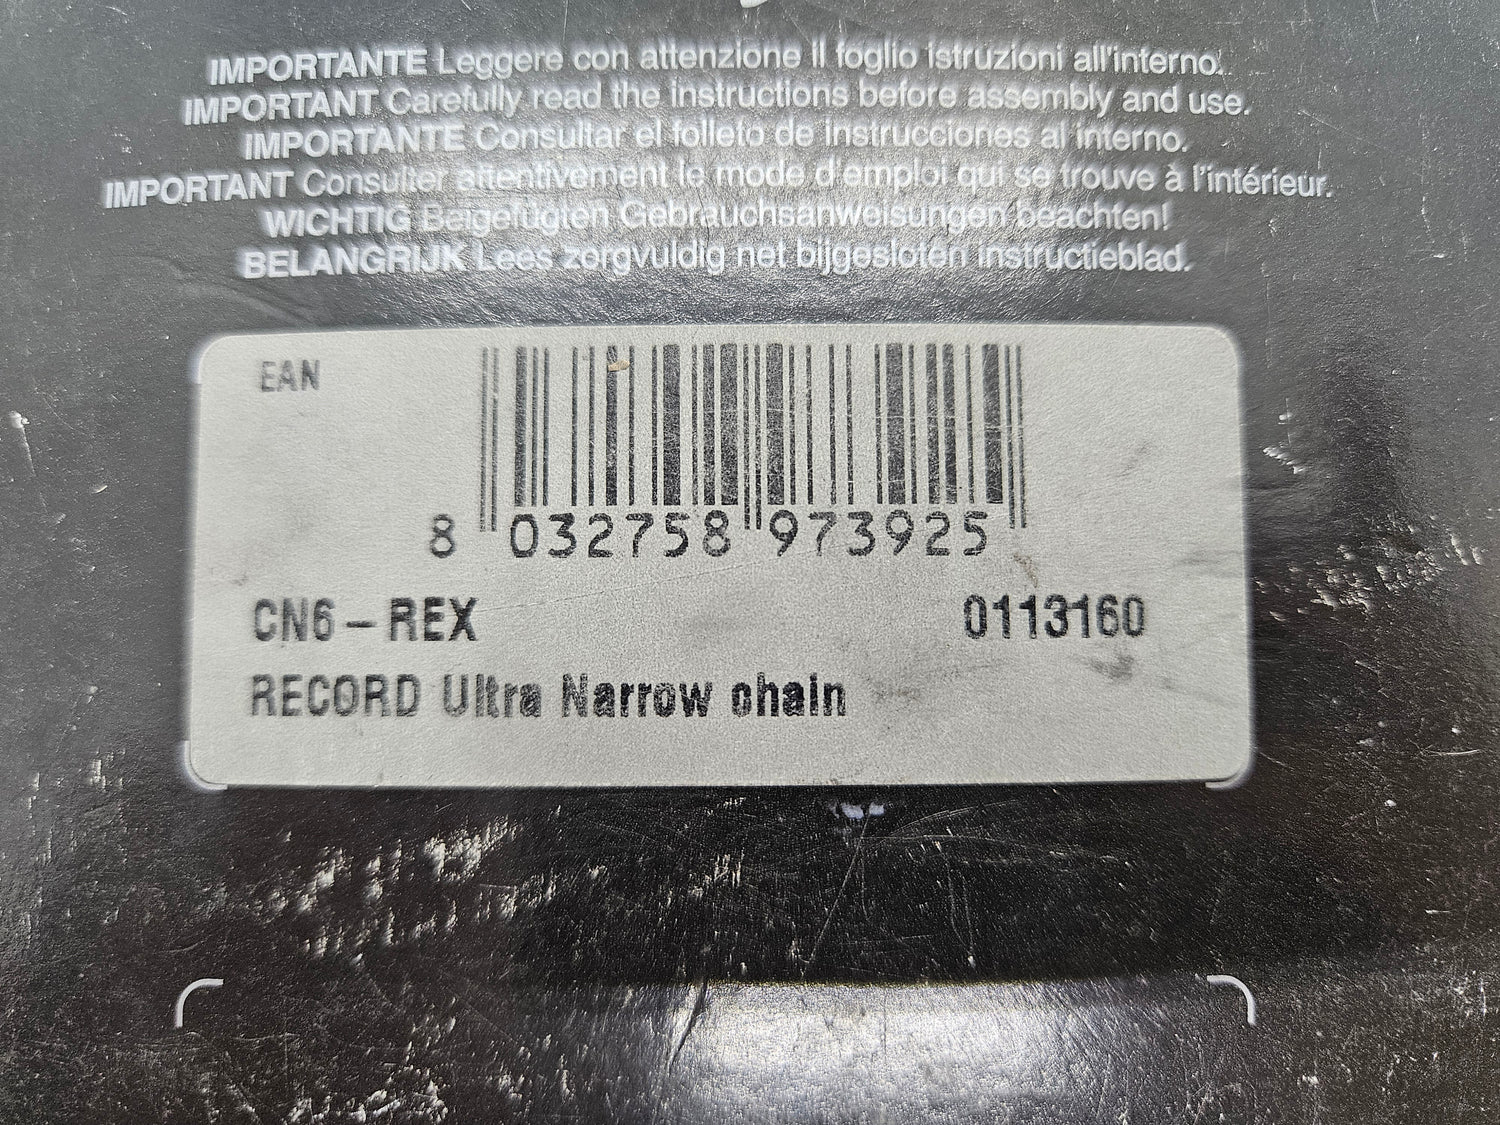 IMPORTANTE Leggere con attenzione il foglio istruzioni all'interno.
IMPORTANT Carefully read the instructions before assembly and use.
IMPORTANTE Consultar el folleto de instrucciones al interno.
IMPORTANT Consulter attentivement le mode d'emploi qui se trouve à l'intérieur.
WICHTIG Beigefügten Gebrauchsanweisungen beachten!
BELANGRIJK Lees zorgvuldig net bijgesloten instructieblad.
EAN
8 032758 973925
CN6-REX 0113160
RECORD Ultra Narrow chain